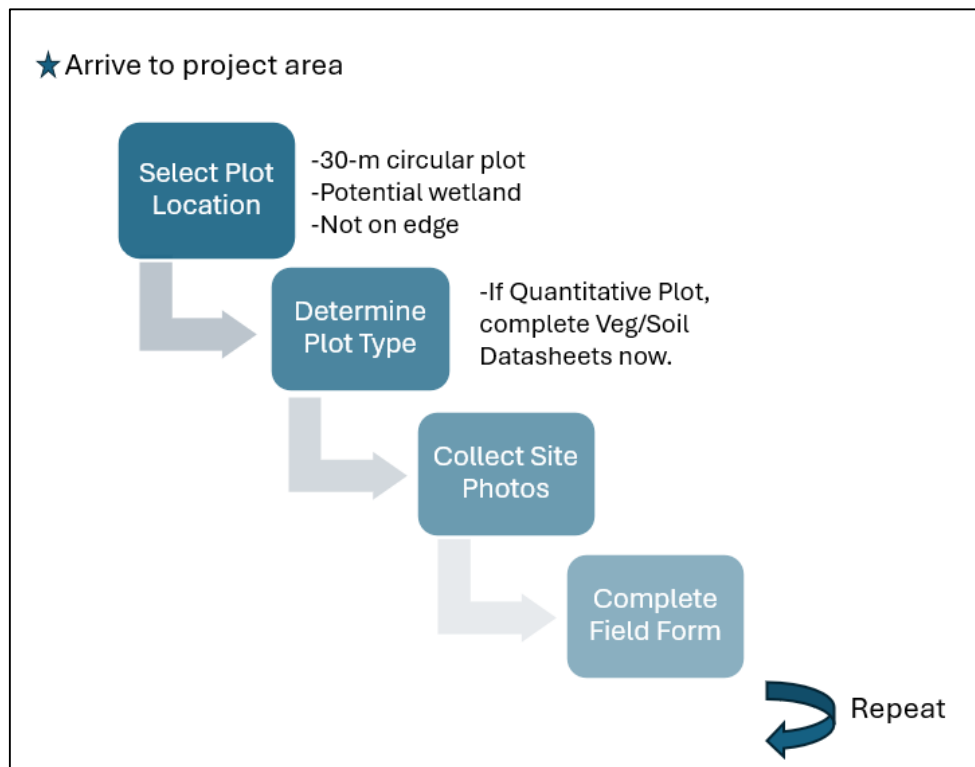 Arrive to project area
Select Plot
Location
-30-m circular plot
-Potential wetland
-Not on edge
Determine
Plot Type
-If Quantitative Plot,
complete Veg/Soil
Datasheets now.
Collect Site
Photos
Complete
Field Form
Repeat